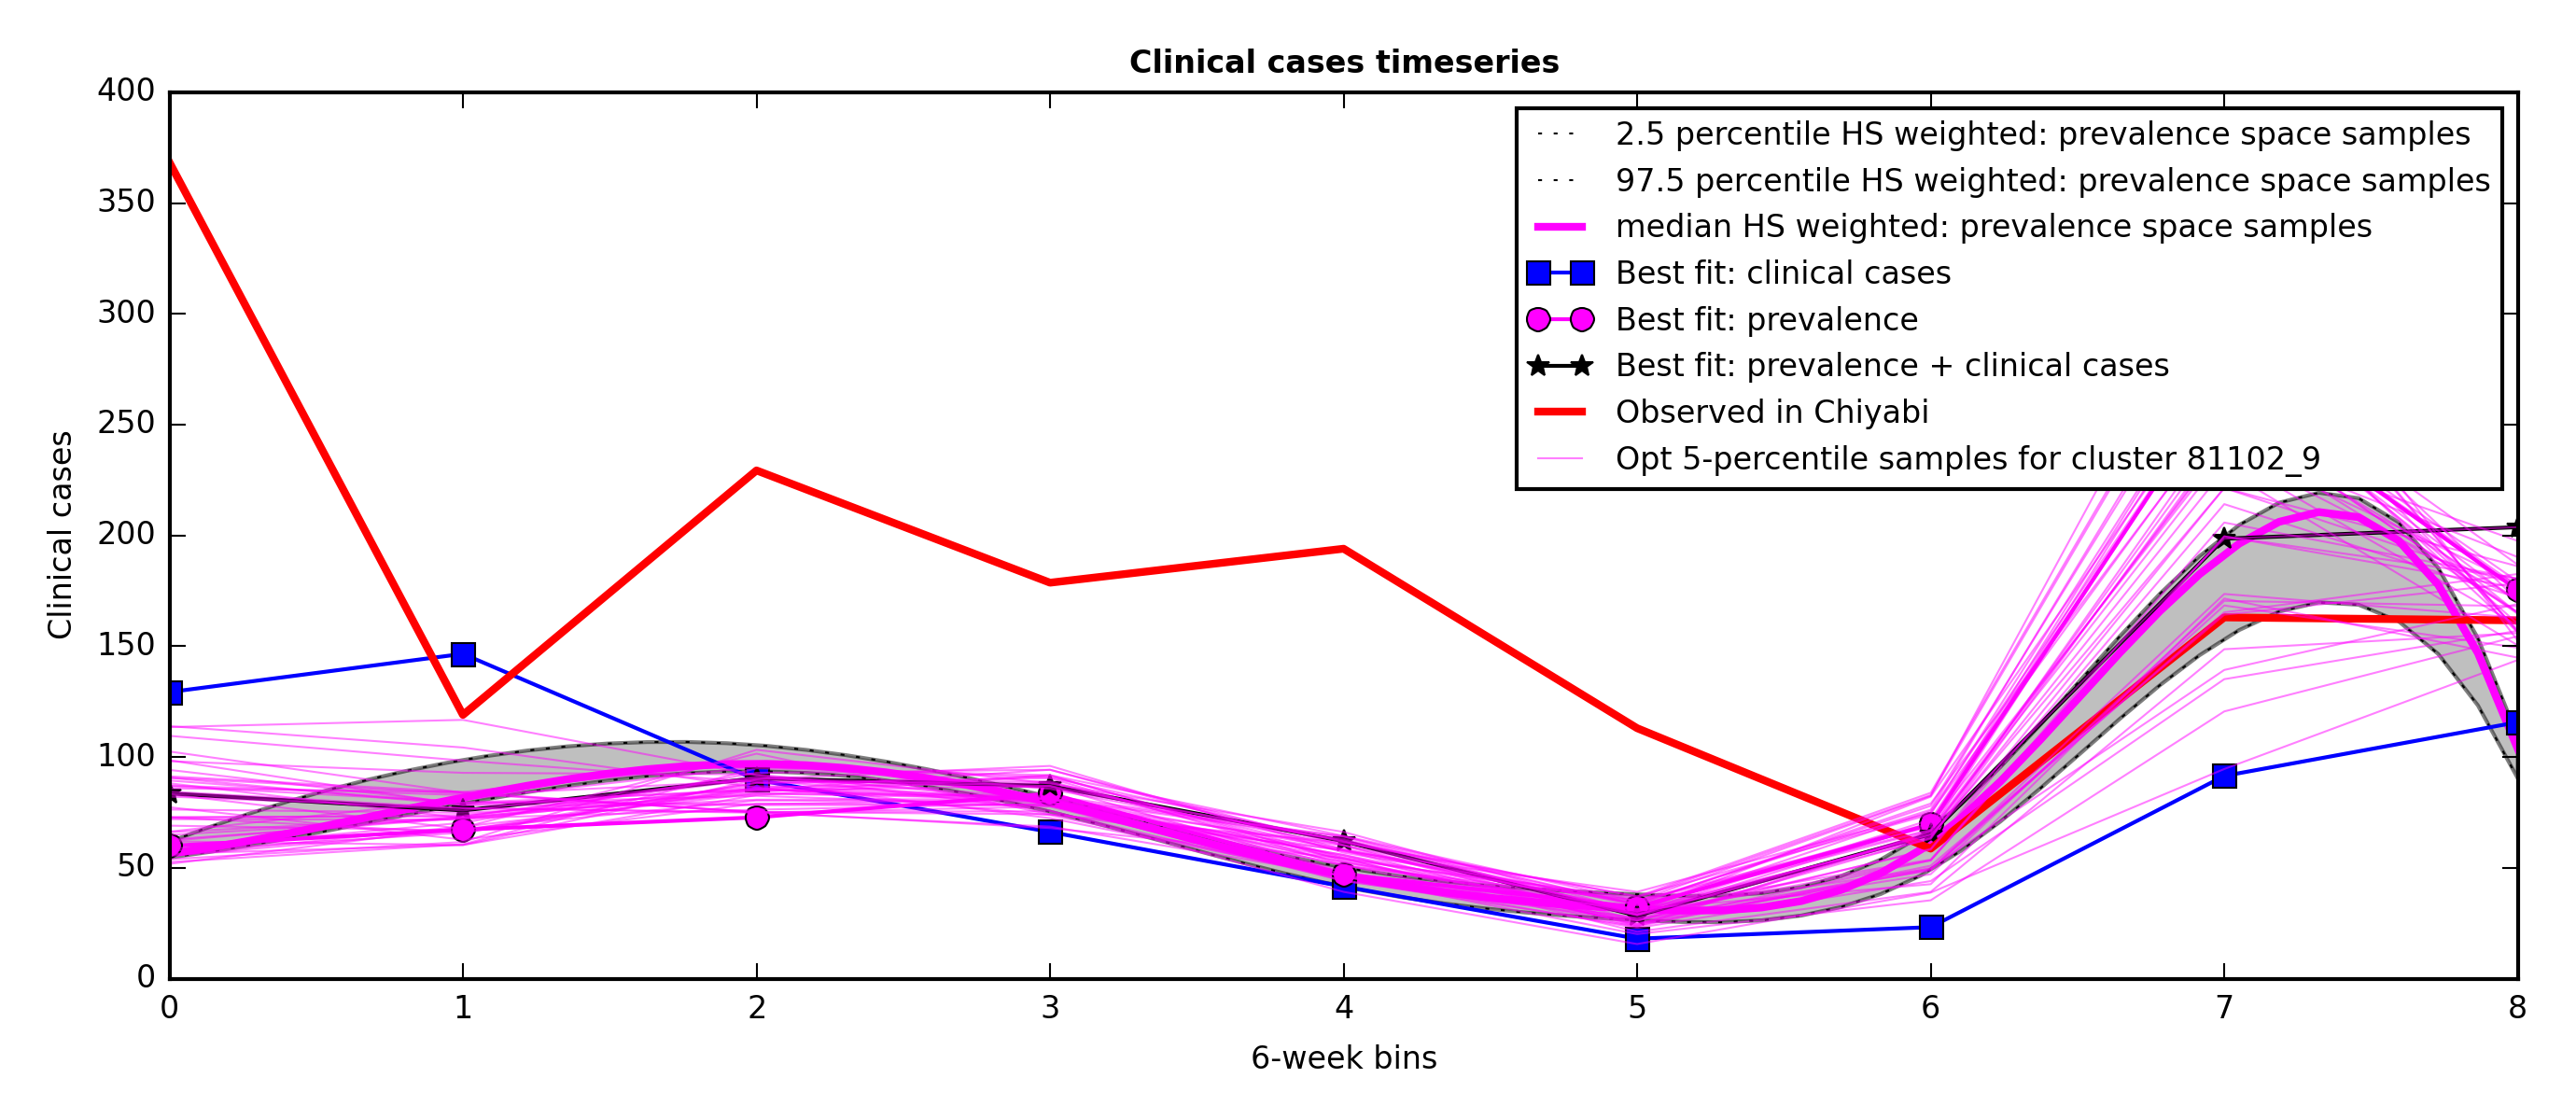 Clinical cases timeseries
400
350
300
250
200
150
100
50
0
Clinical cases
2.5 percentile HS weighted: prevalence space samples
97.5 percentile HS weighted: prevalence space samples
median HS weighted: prevalence space samples
Best fit: clinical cases
Best fit: prevalence
Best fit: prevalence + clinical cases
Observed in Chiyabi
Opt 5-percentile samples for cluster 81102_9
0 1 2 3 4 5 6 7 8
6-week bins